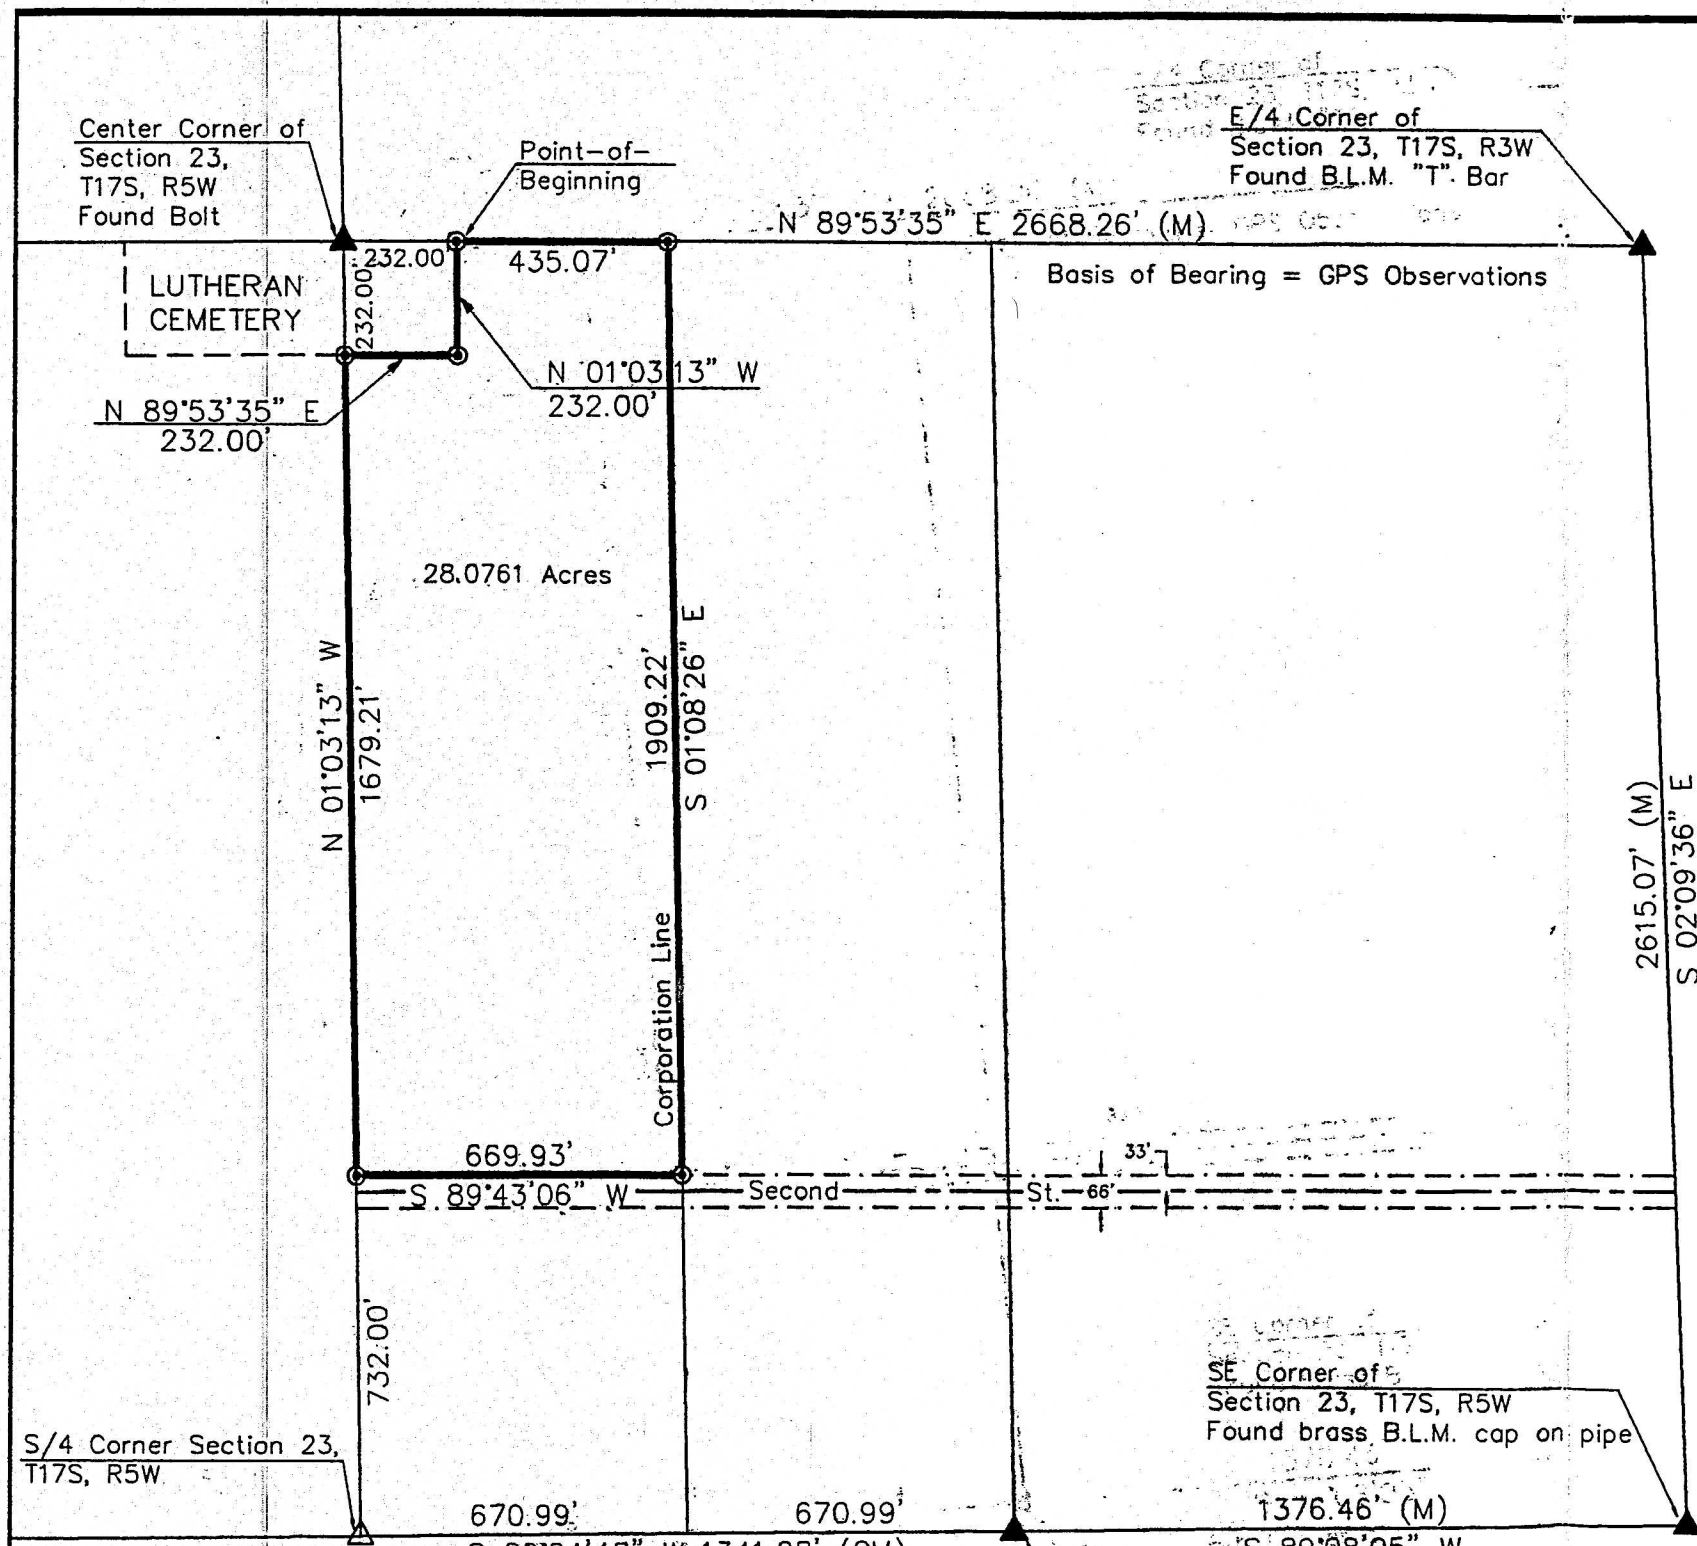 Center Corner of
Section 23,
T17S, R5W
Found Bolt
Point-of-
Beginning
E/4 Corner of
Section 23, T17S, R3W
Found B.L.M. "T" Bar
N 89°53'35" E 2668.26' (M)
Basis of Bearing = GPS Observations
232.00'
435.07'
LUTHERAN
CEMETERY
232.00'
N 01°03'13" W
232.00'
N 89°53'35" E
232.00'
28.0761 Acres
N 01°03'13" W
1679.21'
1909.22'
S 01°08'26" E
Corporation Line
2615.07' (M)
S 02°09'36" E
669.93'
S 89°43'06" W
Second
St.
66'
33'
732.00'
SE Corner of
Section 23, T17S, R5W
Found brass B.L.M. cap on pipe
S/4 Corner Section 23,
T17S, R5W
670.99'
670.99'
1376.46' (M)